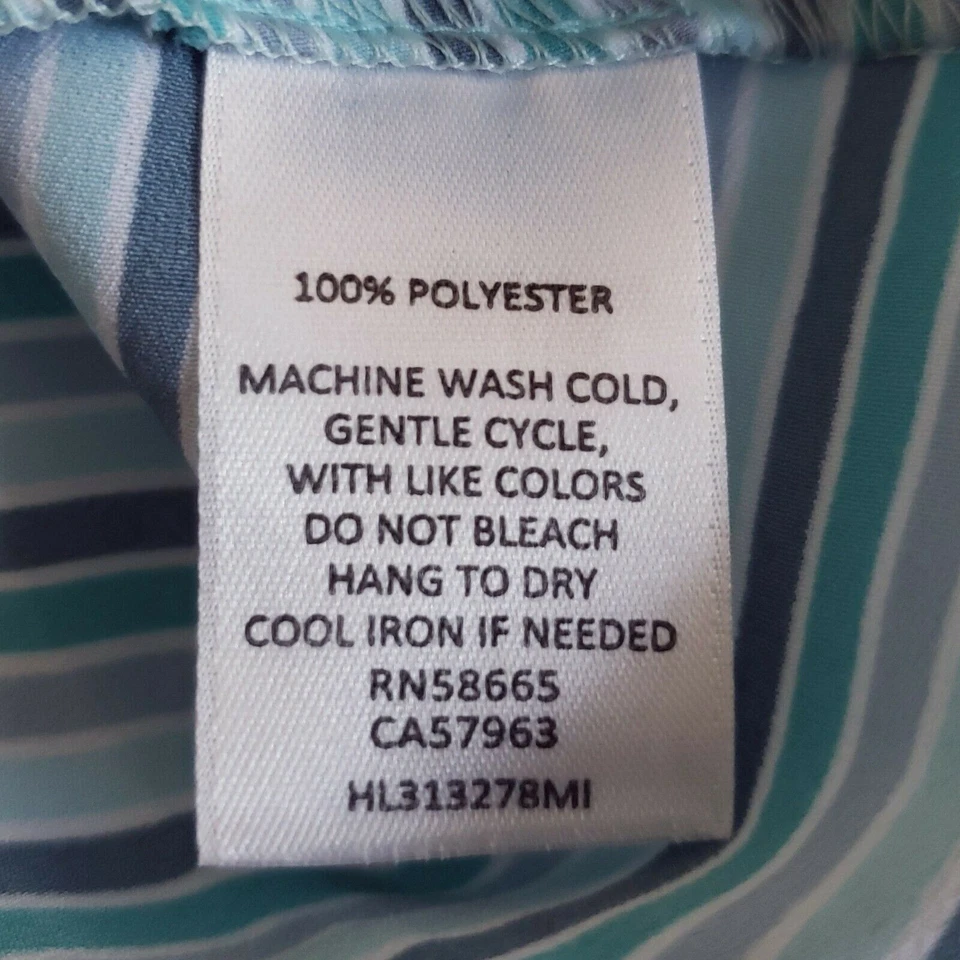 100% POLYESTER
MACHINE WASH COLD,
GENTLE CYCLE,
WITH LIKE COLORS
DO NOT BLEACH
HANG TO DRY
COOL IRON IF NEEDED
RN58665
CA57963
HL313278MI